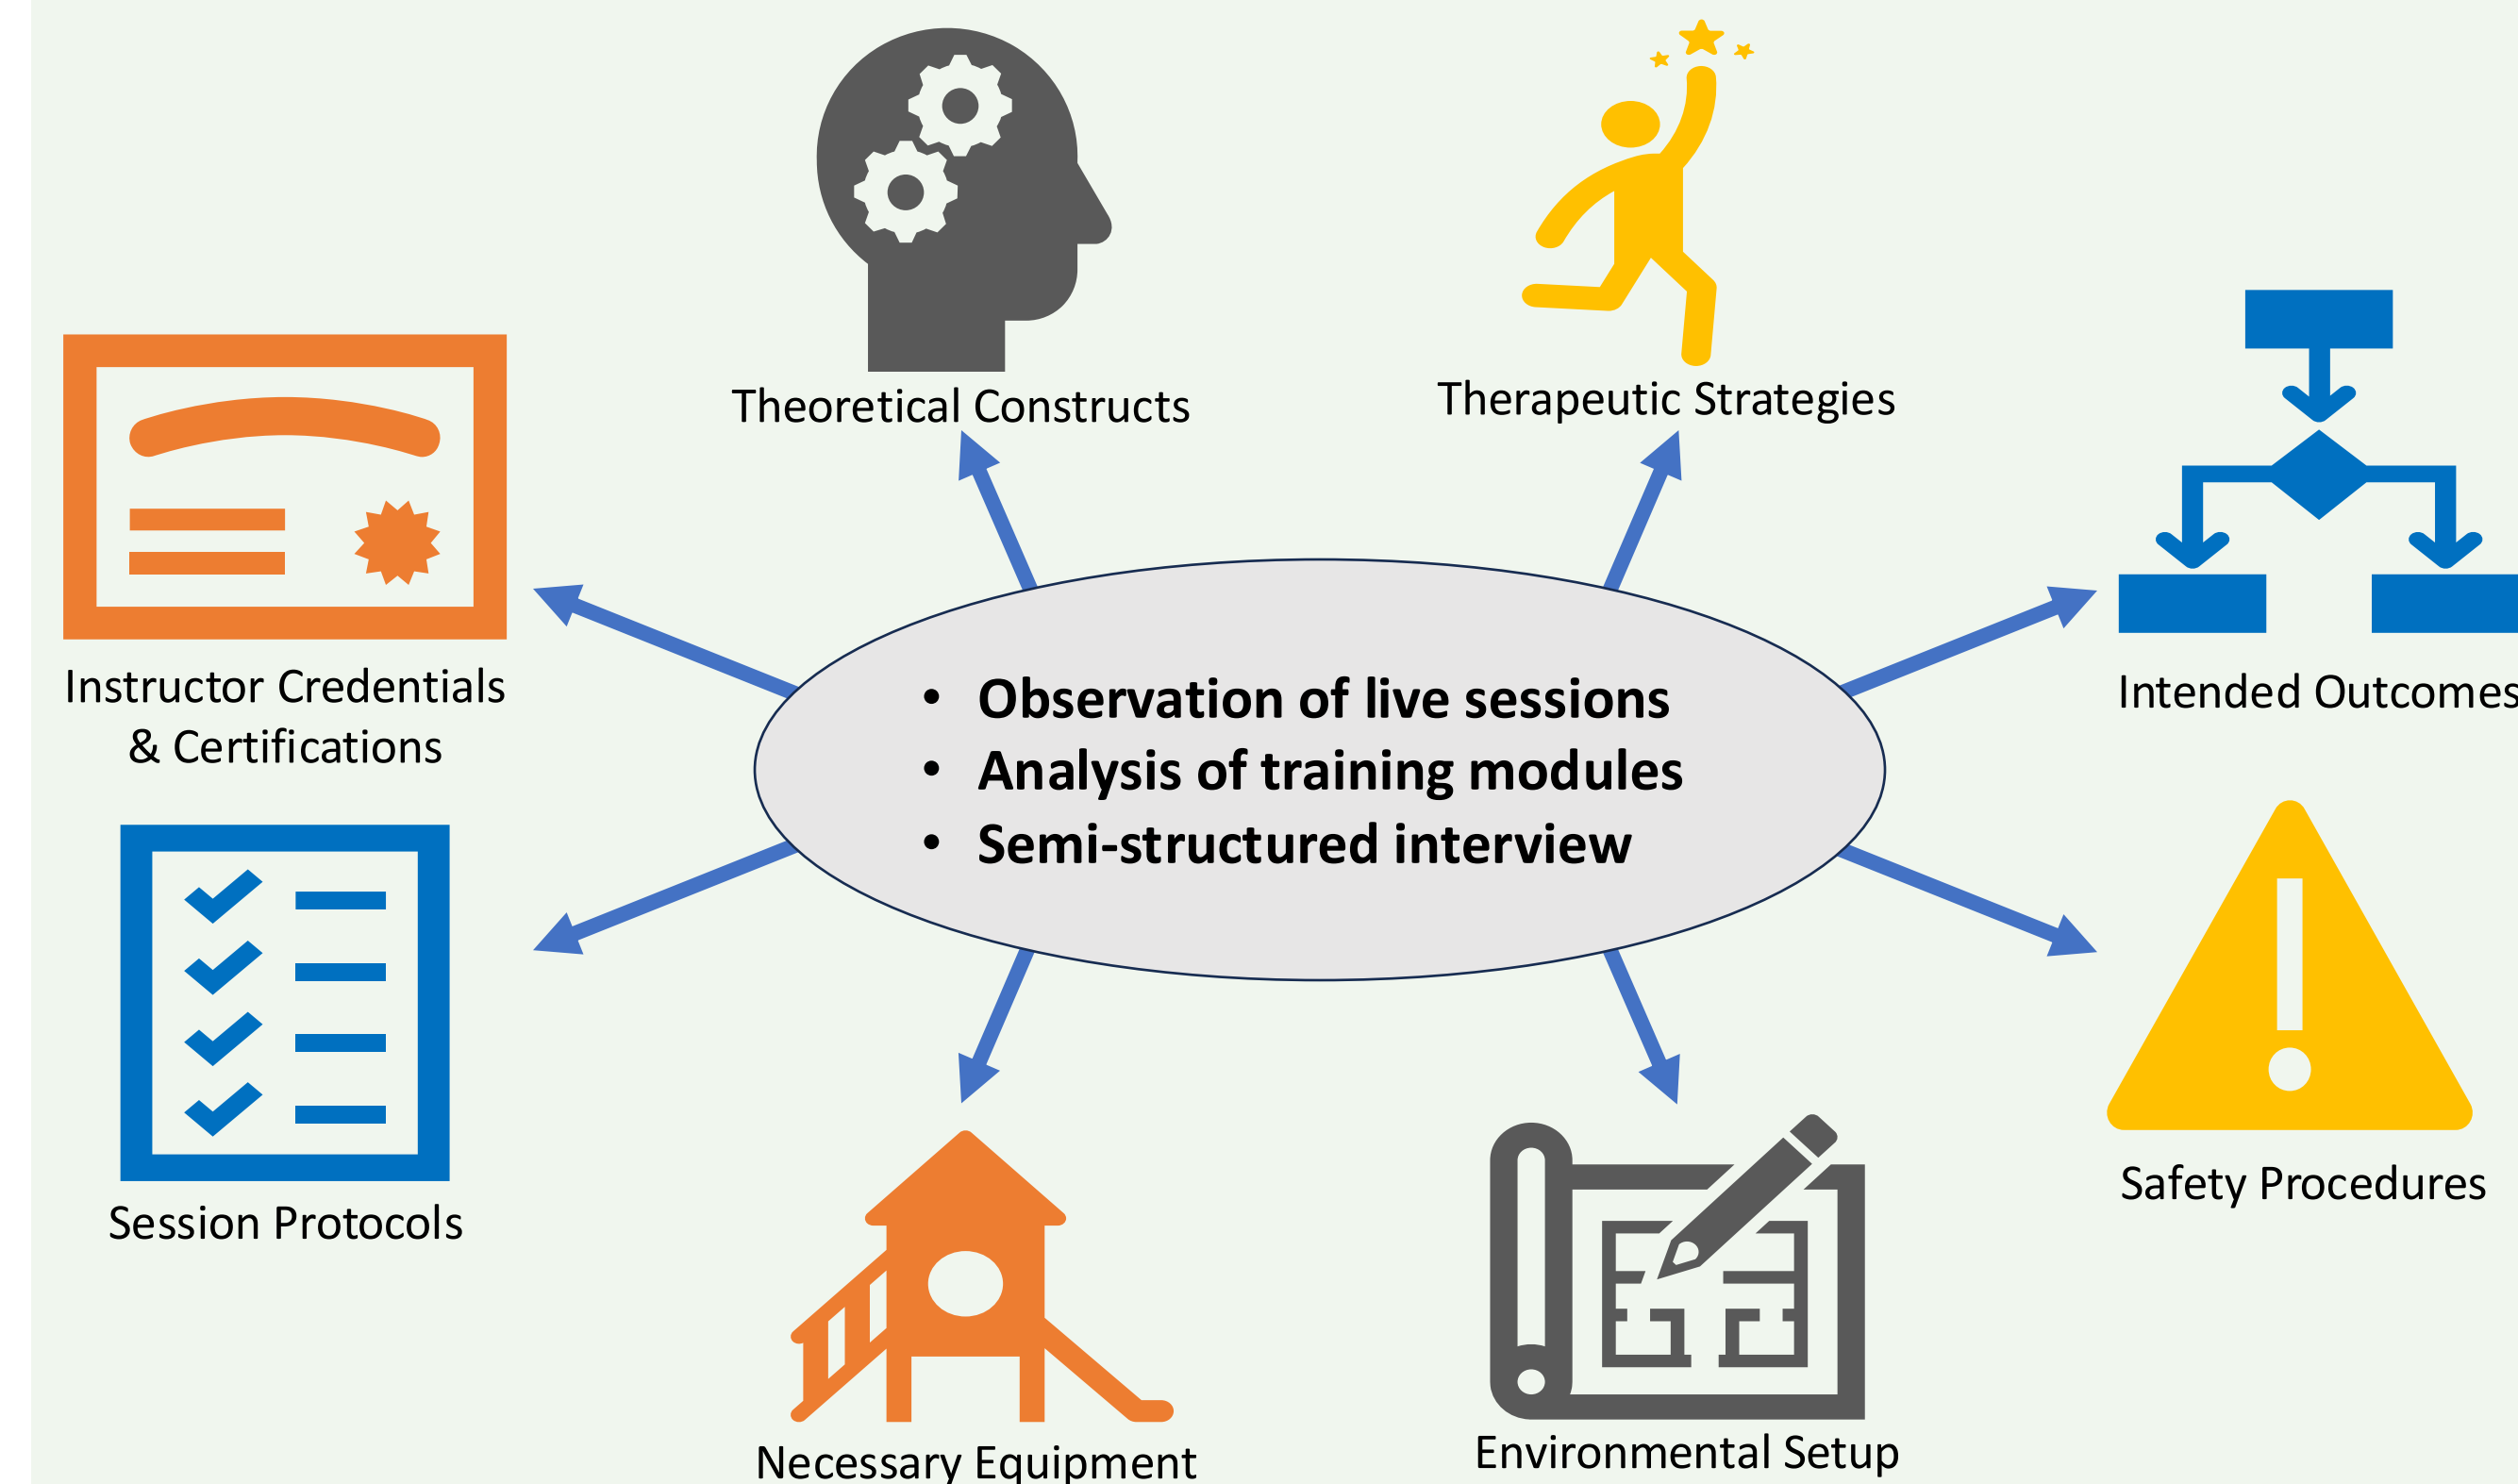 Theoretical Constructs
Therapeutic Strategies
Instructor Credentials
& Certifications
Intended Outcomes
• Observation of live sessions
• Analysis of training modules
• Semi-structured interview
Session Protocols
Safety Procedures
Necessary Equipment
Environmental Setup